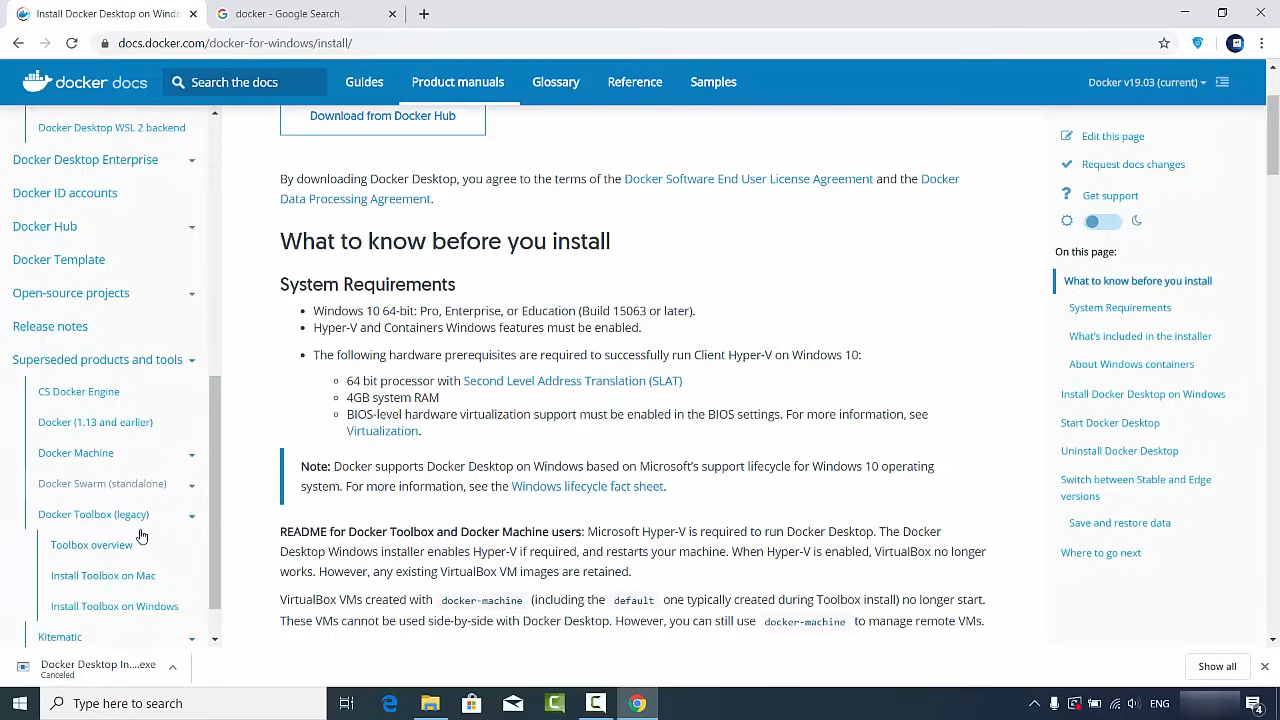 Install Docker Desktop on Windo
docker - Google Search
docs.docker.com/docker-for-windows/install/
docker docs
Search the docs
Guides
Product manuals
Glossary
Reference
Samples
Docker v19.03 (current)
Docker Desktop WSL 2 backend
Docker Desktop Enterprise
Docker ID accounts
Docker Hub
Docker Template
Open-source projects
Release notes
Superseded products and tools
CS Docker Engine
Docker (1.13 and earlier)
Docker Machine
Docker Swarm (standalone)
Docker Toolbox (legacy)
Toolbox overview
Install Toolbox on Mac
Install Toolbox on Windows
Kitematic
Download from Docker Hub
By downloading Docker Desktop, you agree to the terms of the Docker Software End User License Agreement and the Docker
Data Processing Agreement.
What to know before you install
System Requirements
Windows 10 64-bit: Pro, Enterprise, or Education (Build 15063 or later).
Hyper-V and Containers Windows features must be enabled.
The following hardware prerequisites are required to successfully run Client Hyper-V on Windows 10:
64 bit processor with Second Level Address Translation (SLAT)
4GB system RAM
BIOS-level hardware virtualization support must be enabled in the BIOS settings. For more information, see
Virtualization.
Note: Docker supports Docker Desktop on Windows based on Microsoft's support lifecycle for Windows 10 operating
system. For more information, see the Windows lifecycle fact sheet.
README for Docker Toolbox and Docker Machine users: Microsoft Hyper-V is required to run Docker Desktop. The Docker
Desktop Windows installer enables Hyper-V if required, and restarts your machine. When Hyper-V is enabled, VirtualBox no longer
works. However, any existing VirtualBox VM images are retained.
VirtualBox VMs created with docker-machine (including the default one typically created during Toolbox install) no longer start.
These VMs cannot be used side-by-side with Docker Desktop. However, you can still use docker-machine to manage remote VMs.
Edit this page
Request docs changes
Get support
On this page:
What to know before you install
System Requirements
What's included in the installer
About Windows containers
Install Docker Desktop on Windows
Start Docker Desktop
Uninstall Docker Desktop
Switch between Stable and Edge
versions
Save and restore data
Where to go next
Docker Desktop In....exe
Canceled
Show all
Type here to search
ENG
4